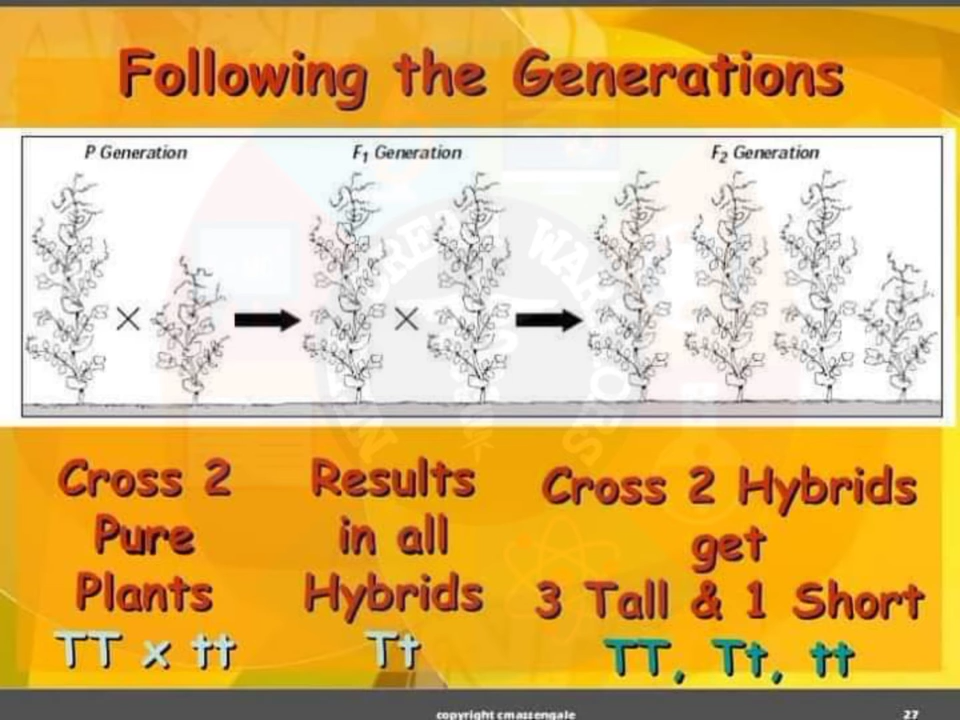 Following the Generations
P Generation
F₁ Generation
F₂ Generation
×
×
Cross 2
Pure
Plants
TT x tt
Results
in all
Hybrids
Tt
Cross 2 Hybrids
get
3 Tall & 1 Short
TT, Tt, tt
copyright cmassengale
27